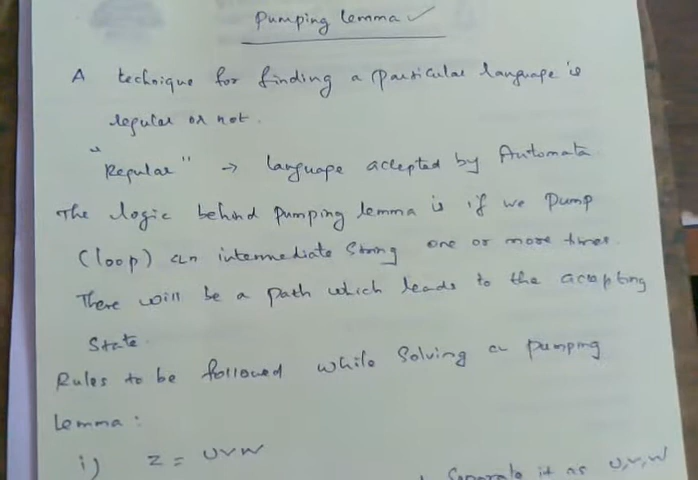 Pumping lemma ✓
A techique for finding a particular language is
regular or not.
"Regular" → language accepted by Automata
The logic behind pumping lemma is if we pump
(loop) an intermediate string one or more times.
There will be a path which leads to the accepting
state.
Rules to be followed while solving a pumping
lemma:
i) z = uvw
Separate it as u,v,w